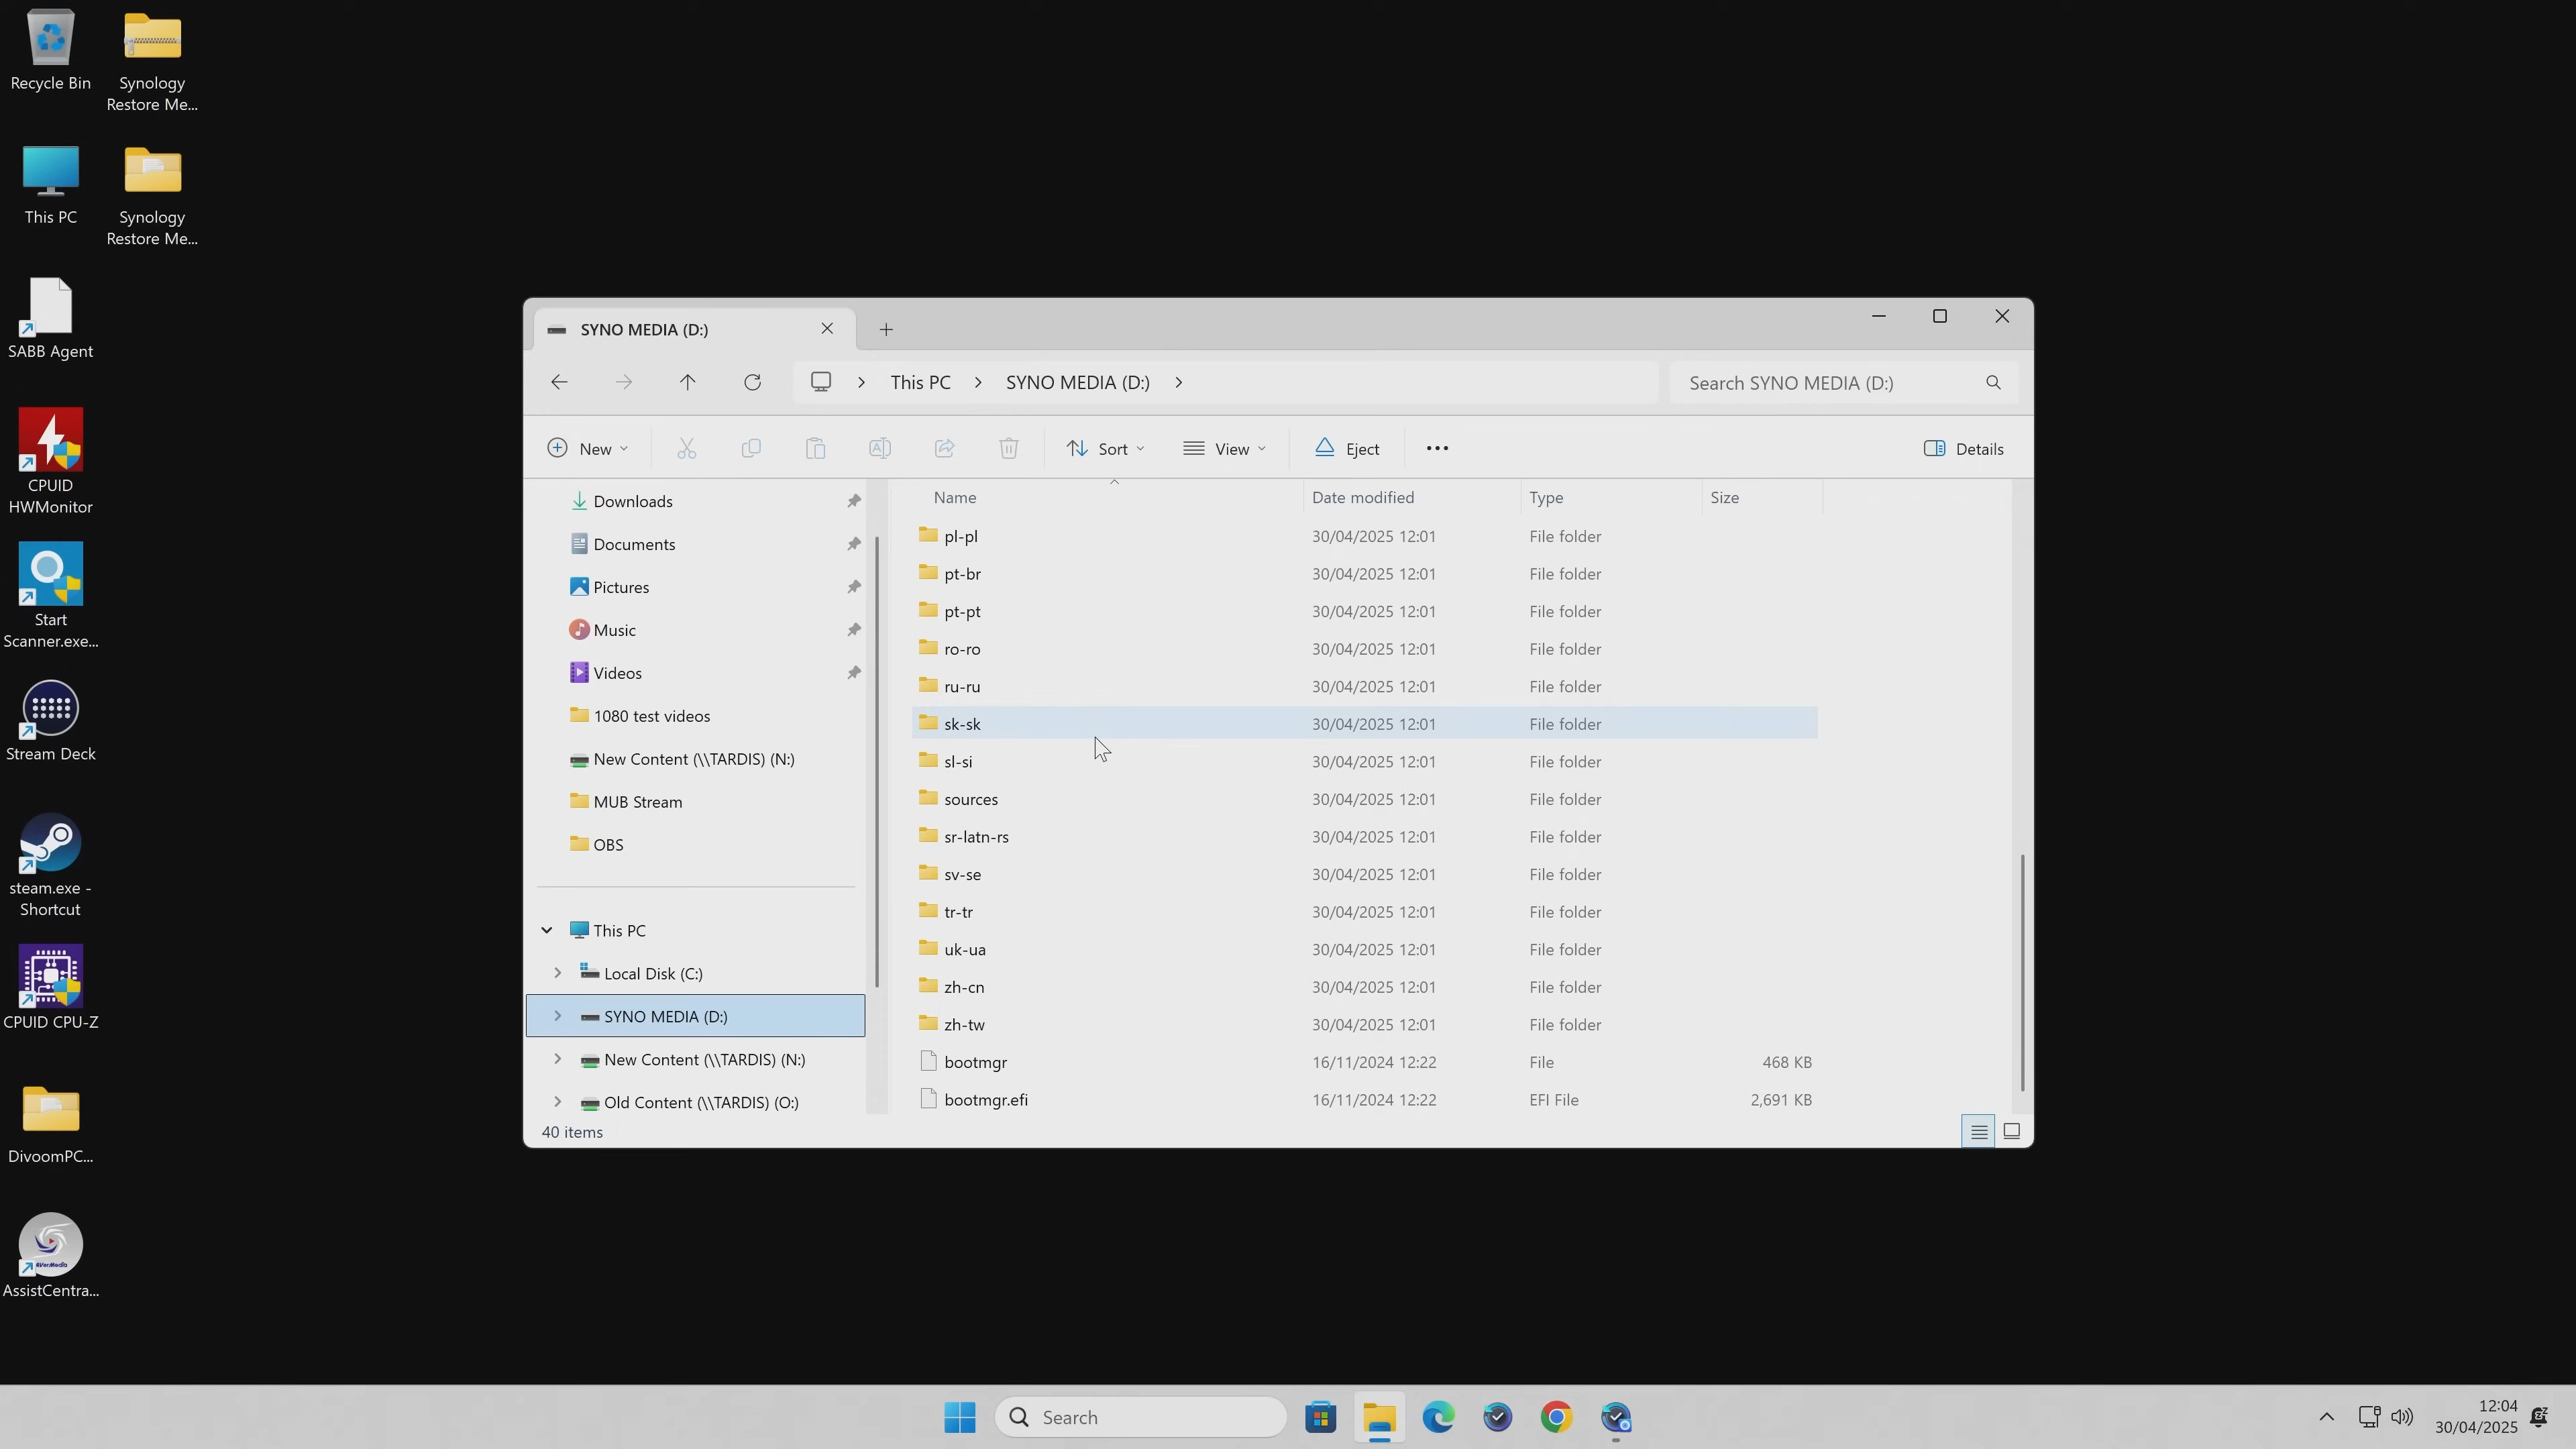 Recycle Bin
Synology
Restore Me...
This PC
Synology
Restore Me...
SABB Agent
CPUID
HWMonitor
Start
Scanner.exe...
Stream Deck
steam.exe -
Shortcut
CPUID CPU-Z
DivoomPC...
AVerMedia
AssistCentra...
SYNO MEDIA (D:)
This PC
SYNO MEDIA (D:)
Search SYNO MEDIA (D:)
New
Sort
View
Eject
Details
Downloads
Documents
Pictures
Music
Videos
1080 test videos
New Content (\\TARDIS) (N:)
MUB Stream
OBS
This PC
Local Disk (C:)
SYNO MEDIA (D:)
New Content (\\TARDIS) (N:)
Old Content (\\TARDIS) (O:)
Name Date modified Type Size
pl-pl 30/04/2025 12:01 File folder
pt-br 30/04/2025 12:01 File folder
pt-pt 30/04/2025 12:01 File folder
ro-ro 30/04/2025 12:01 File folder
ru-ru 30/04/2025 12:01 File folder
sk-sk 30/04/2025 12:01 File folder
sl-si 30/04/2025 12:01 File folder
sources 30/04/2025 12:01 File folder
sr-latn-rs 30/04/2025 12:01 File folder
sv-se 30/04/2025 12:01 File folder
tr-tr 30/04/2025 12:01 File folder
uk-ua 30/04/2025 12:01 File folder
zh-cn 30/04/2025 12:01 File folder
zh-tw 30/04/2025 12:01 File folder
bootmgr 16/11/2024 12:22 File 468 KB
bootmgr.efi 16/11/2024 12:22 EFI File 2,691 KB
40 items
Search
12:04
30/04/2025